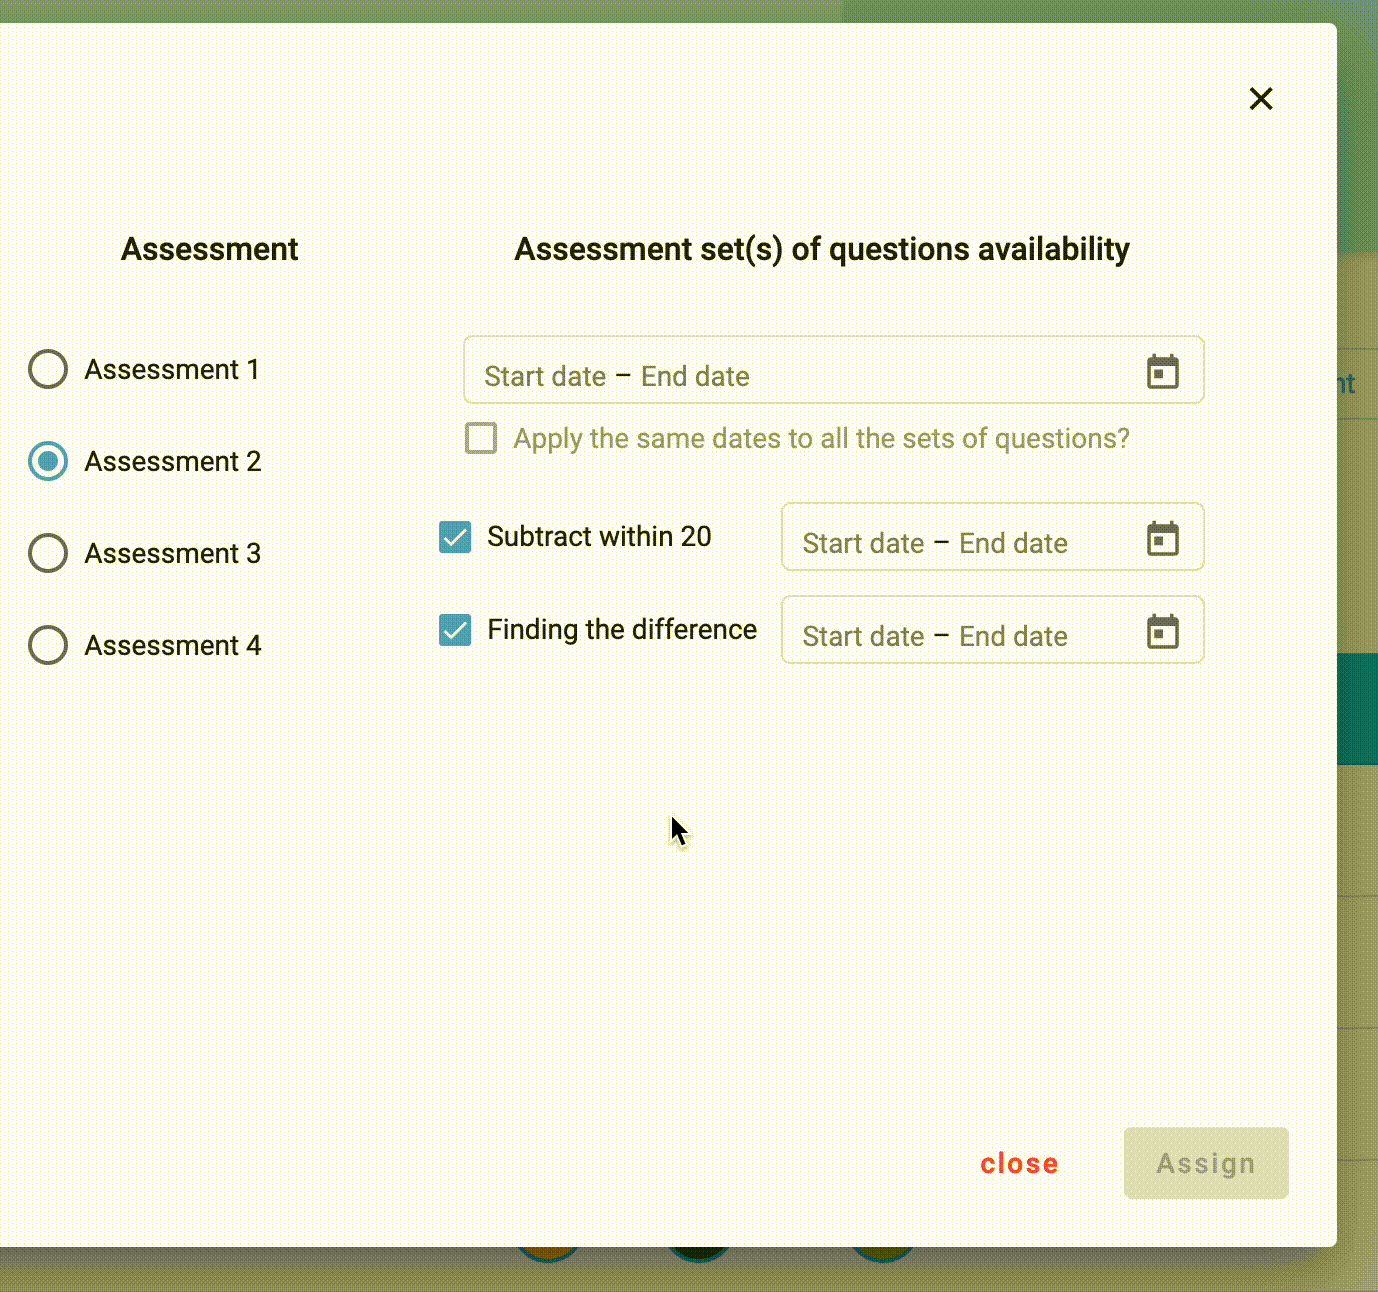 Assessment
Assessment set(s) of questions availability
Assessment 1
Assessment 2
Assessment 3
Assessment 4
Start date – End date
Apply the same dates to all the sets of questions?
Subtract within 20
Start date – End date
Finding the difference
Start date – End date
close
Assign